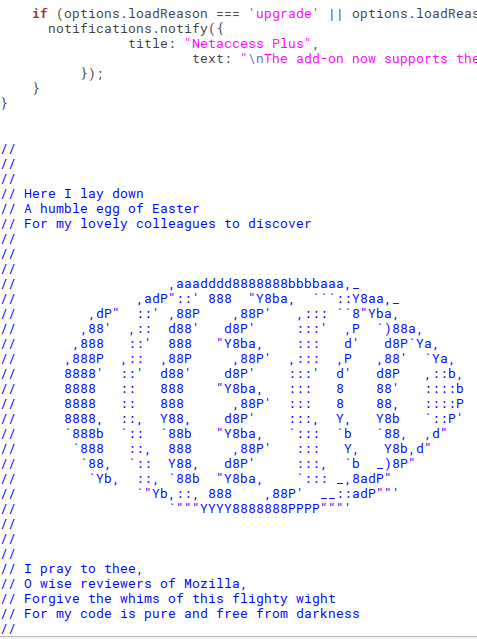 if (options.loadReason === 'upgrade' || options.loadReas
      notifications.notify({
                title: "Netaccess Plus",
                        text: "\nThe add-on now supports the
          });
    }
}
//
//
//
// Here I lay down
// A humble egg of Easter
// For my lovely colleagues to discover
//
//
//
//                   ,aaadddd8888888bbbbaaa,_
//               ,adP"::' 888  "Y8ba,  ```::Y8aa,_
//         ,dP"  ::' ,88P    ,88P'   ,::: ``8"Yba,
//        ,88'  ,::  d88'   d8P'     :::'  ,P  `)88a,
//       ,888   ::'  888   "Y8ba,    :::   d'   d8P`Ya,
//      ,888P  ,::  ,88P     ,88P'  ,:::  ,P   ,88'  `Ya,
//      8888'  ::'  d88'    d8P     :::'  d'   d8P   ,::b,
//      8888   ::   888    "Y8ba,   :::   8    88'   ::::b
//      8888   ::   888      ,88P'  :::   8    88,   ::::P
//      8888,  ::,  Y88,    d8P'    :::,  Y,   Y8b   `::P'
//      `888b  `::  `88b   "Y8ba,   `:::  `b   `88,  ,d"
//       `888   ::,  888     ,88P'   :::   Y,   Y8b,d"
//        `88,  `::  Y88,   d8P'     :::,  `b  _)8P"
//         `Yb,  ::, `88b  "Y8ba,    `::: _,8adP"
//               `"Yb,::, 888    ,88P'  __::adP""'
//                   `"""YYYY8888888PPPP""""'
//
//
//
// I pray to thee,
// O wise reviewers of Mozilla,
// Forgive the whims of this flighty wight
// For my code is pure and free from darkness
//